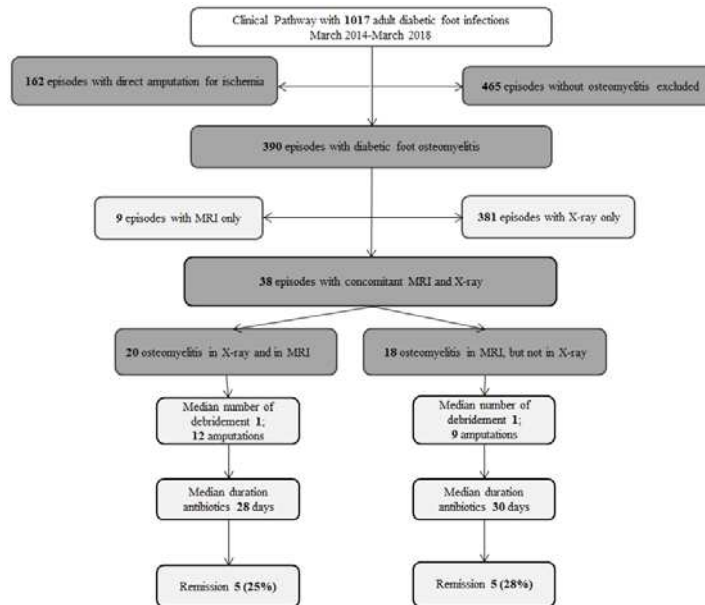 Clinical Pathway with 1017 adult diabetic foot infections
March 2014-March 2018
162 episodes with direct amputation for ischemia
465 episodes without osteomyelitis excluded
390 episodes with diabetic foot osteomyelitis
9 episodes with MRI only
381 episodes with X-ray only
38 episodes with concomitant MRI and X-ray
20 osteomyelitis in X-ray and in MRI
18 osteomyelitis in MRI, but not in X-ray
Median number of
debridement 1;
12 amputations
Median number of
debridement 1;
9 amputations
Median duration
antibiotics 28 days
Median duration
antibiotics 30
days
Remission 5 (25%)
Remission 5 (28%)